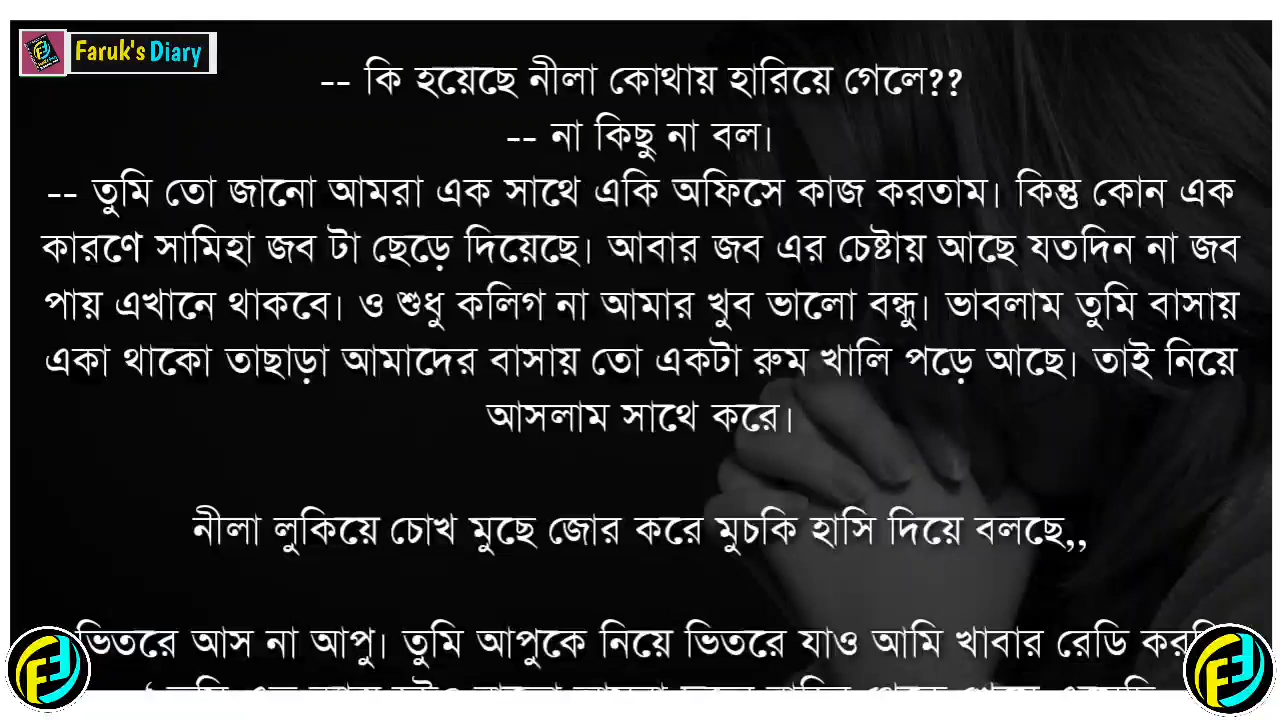 Faruk's Diary
-- কি হয়েছে নীলা কোথায় হারিয়ে গেলে??
-- না কিছু না বল।
-- তুমি তো জানো আমরা এক সাথে একি অফিসে কাজ করতাম। কিন্তু কোন এক
কারণে সামিহা জব টা ছেড়ে দিয়েছে। আবার জব এর চেষ্টায় আছে যতদিন না জব
পায় এখানে থাকবে। ও শুধু কলিগ না আমার খুব ভালো বন্ধু। ভাবলাম তুমি বাসায়
একা থাকো তাছাড়া আমাদের বাসায় তো একটা রুম খালি পড়ে আছে। তাই নিয়ে
আসলাম সাথে করে।
নীলা লুকিয়ে চোখ মুছে জোর করে মুচকি হাসি দিয়ে বলছে,,
ভিতরে আস না আপু। তুমি আপুকে নিয়ে ভিতরে যাও আমি খাবার রেডি